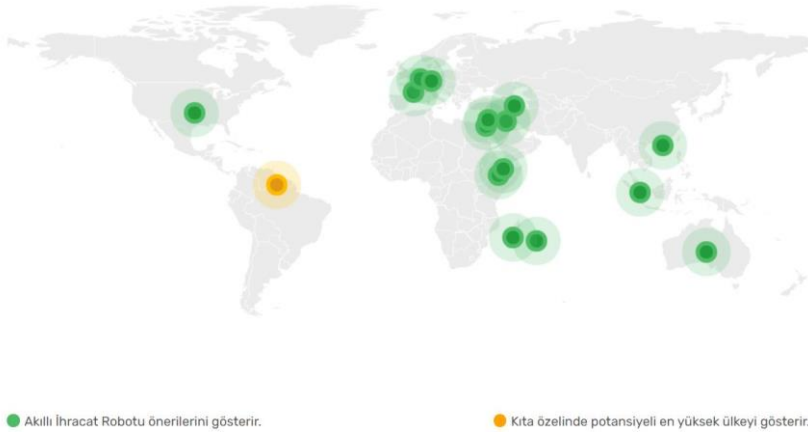 Akıllı İhracat Robotu önerilerini gösterir.
Kıta özelinde potansiyeli en yüksek ülkeyi gösterir.